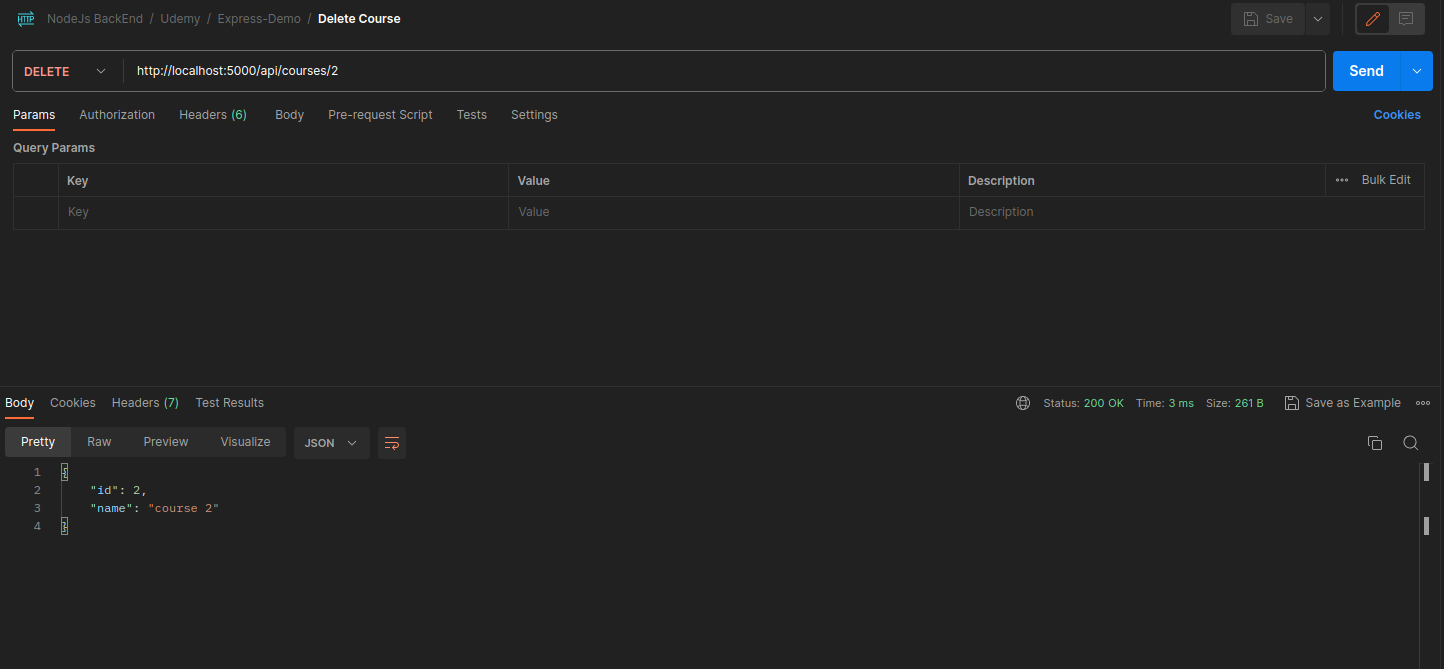 HTTP NodeJs BackEnd / Udemy / Express-Demo / Delete Course Save
DELETE http://localhost:5000/api/courses/2 Send
Params Authorization Headers (6) Body Pre-request Script Tests Settings Cookies
Query Params
Key Value Description Bulk Edit
Key Value Description
Body Cookies Headers (7) Test Results Status: 200 OK Time: 3 ms Size: 261 B Save as Example
Pretty Raw Preview Visualize JSON
1 {
2 "id": 2,
3 "name": "course 2"
4 }